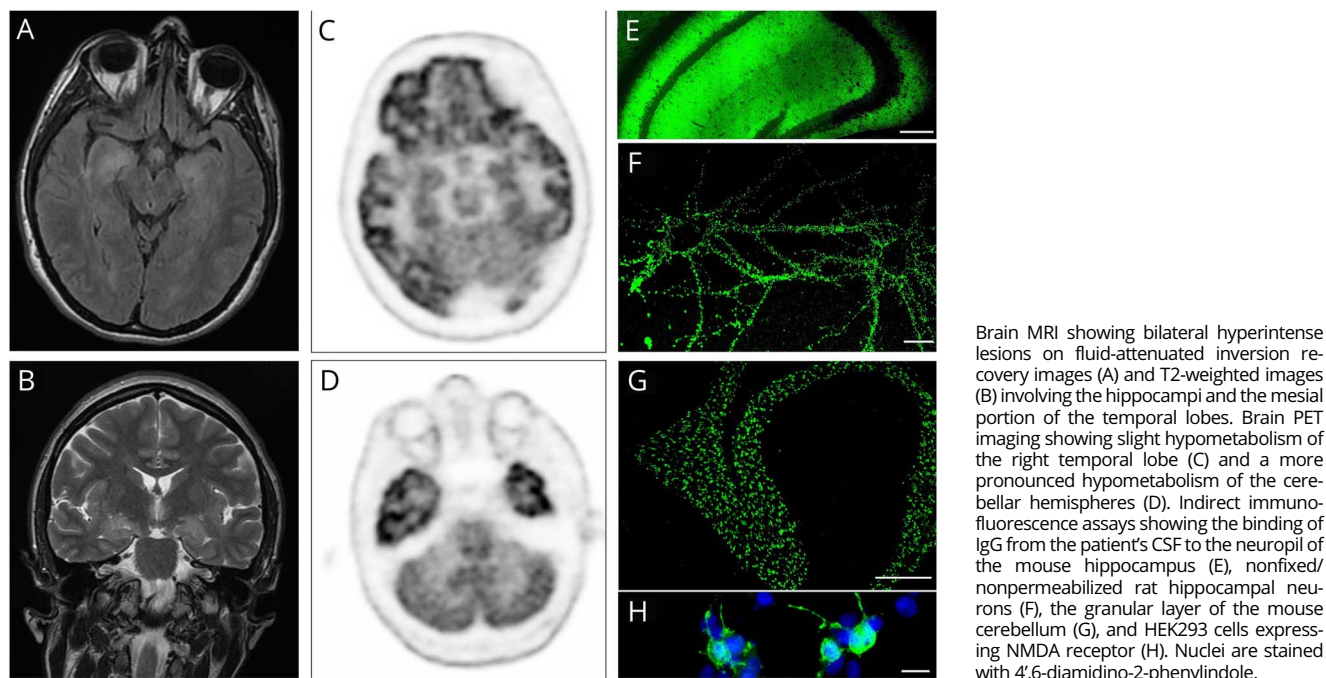 A
C
E
F
B
D
G
H
Brain MRI showing bilateral hyperintense
lesions on fluid-attenuated inversion re-
covery images (A) and T2-weighted images
(B) involving the hippocampi and the mesial
portion of the temporal lobes. Brain PET
imaging showing slight hypometabolism of
the right temporal lobe (C) and a more
pronounced hypometabolism of the cere-
bellar hemispheres (D). Indirect immuno-
fluorescence assays showing the binding of
IgG from the patient's CSF to the neuropil of
the mouse hippocampus (E), nonfixed/
nonpermeabilized rat hippocampal neu-
rons (F), the granular layer of the mouse
cerebellum (G), and HEK293 cells express-
ing NMDA receptor (H). Nuclei are stained
with 4',6-diamidino-2-phenylindole.